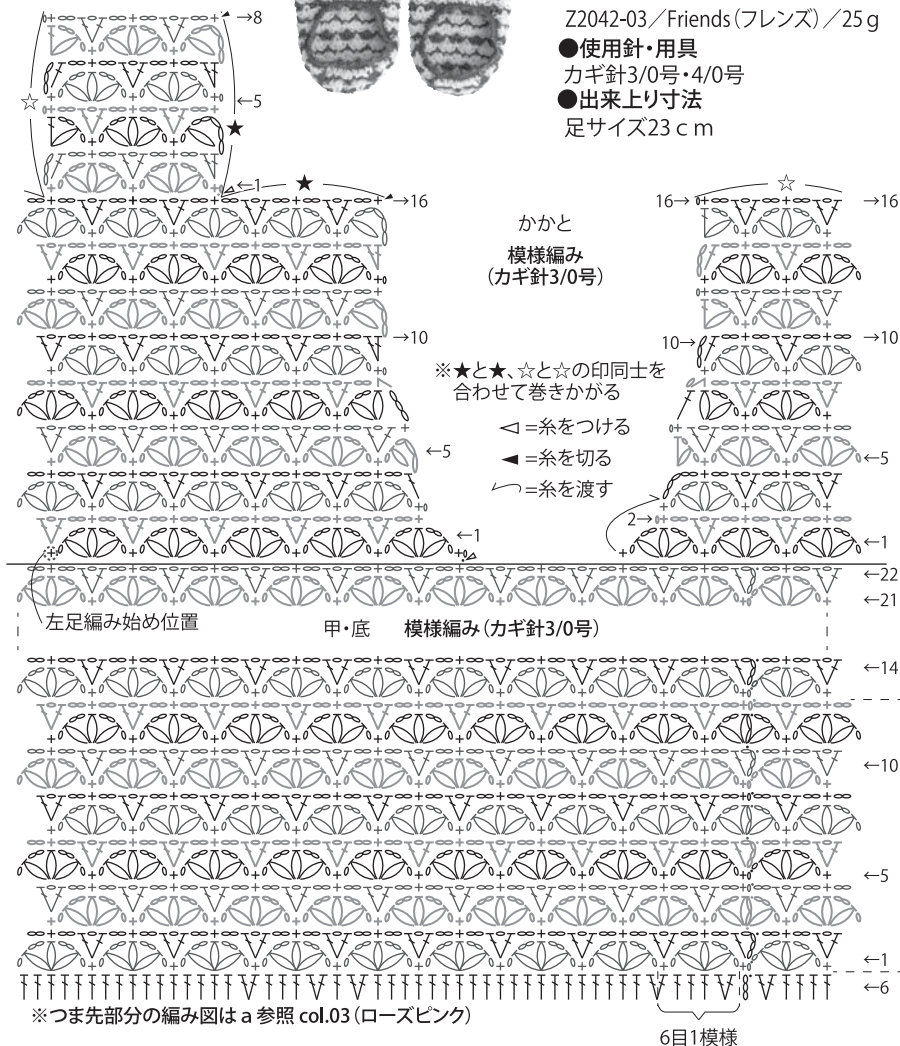 Z2042-03／Friends（フレンズ）／25ｇ
●使用針・用具
カギ針3/0号・4/0号
●出来上り寸法
足サイズ23ｃｍ
→8
☆
←5
★
←1
★
→16
かかと
模様編み
（カギ針3/0号）
16→
☆
→16
→10
10→
→10
※★と★、☆と☆の印同士を
合わせて巻きかがる
=糸をつける
=糸を切る
=糸を渡す
←5
←5
2→
←1
←1
←22
←21
左足編み始め位置
甲・底　模様編み（カギ針3/0号）
←14
←10
←5
←1
←6
※つま先部分の編み図は a 参照 col.03（ローズピンク）
6目1模様